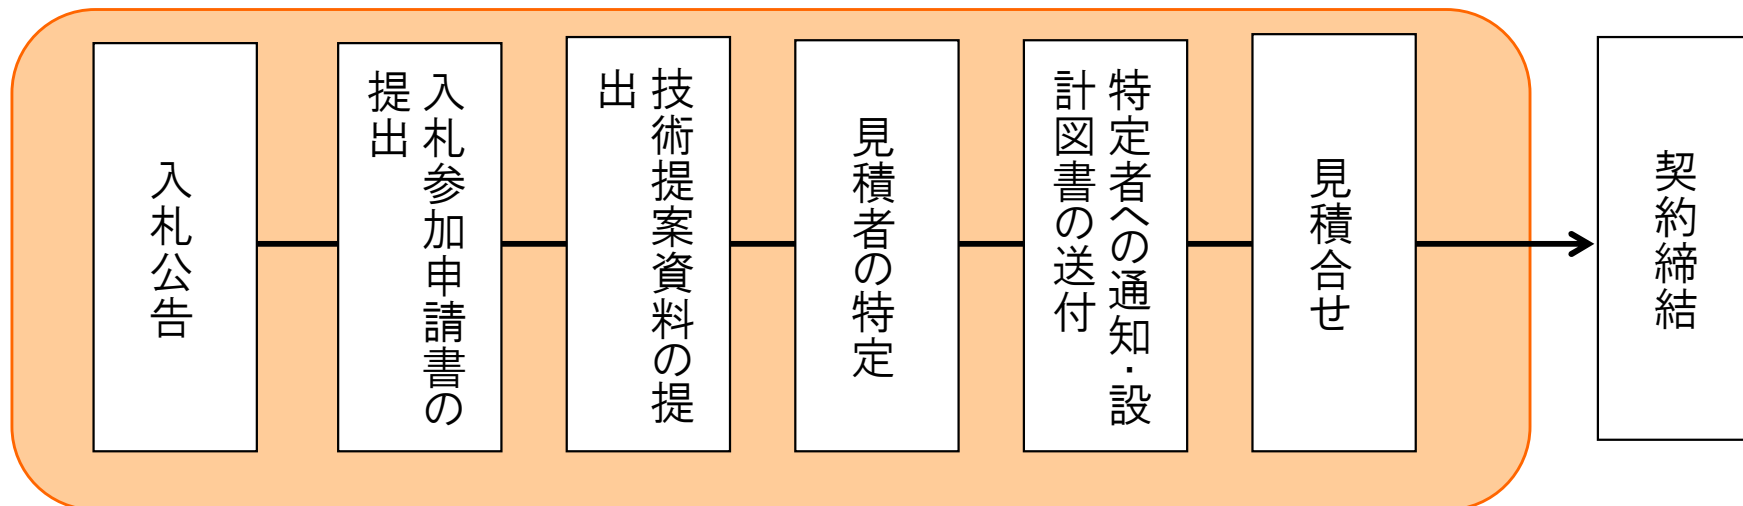 入札公告
入札参加申請書の
提出
技術提案資料の提
出
見積者の特定
特定者への通知・設
計図書の送付
見積合せ
契約締結